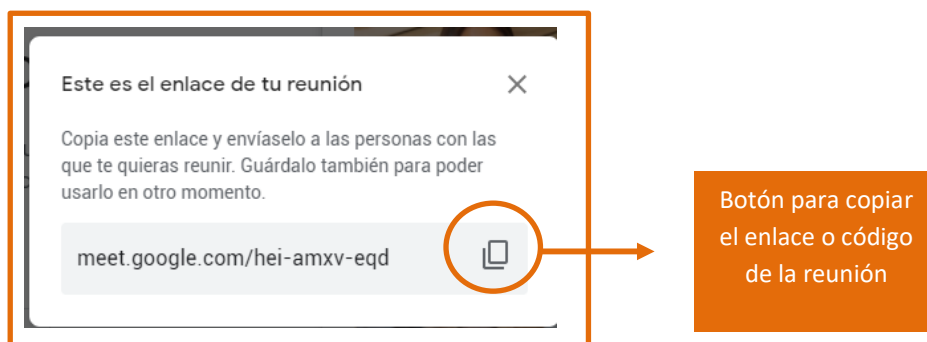 Este es el enlace de tu reunión
Copia este enlace y envíaselo a las personas con las
que te quieras reunir. Guárdalo también para poder
usarlo en otro momento.
meet.google.com/hei-amxv-eqd
Botón para copiar
el enlace o código
de la reunión